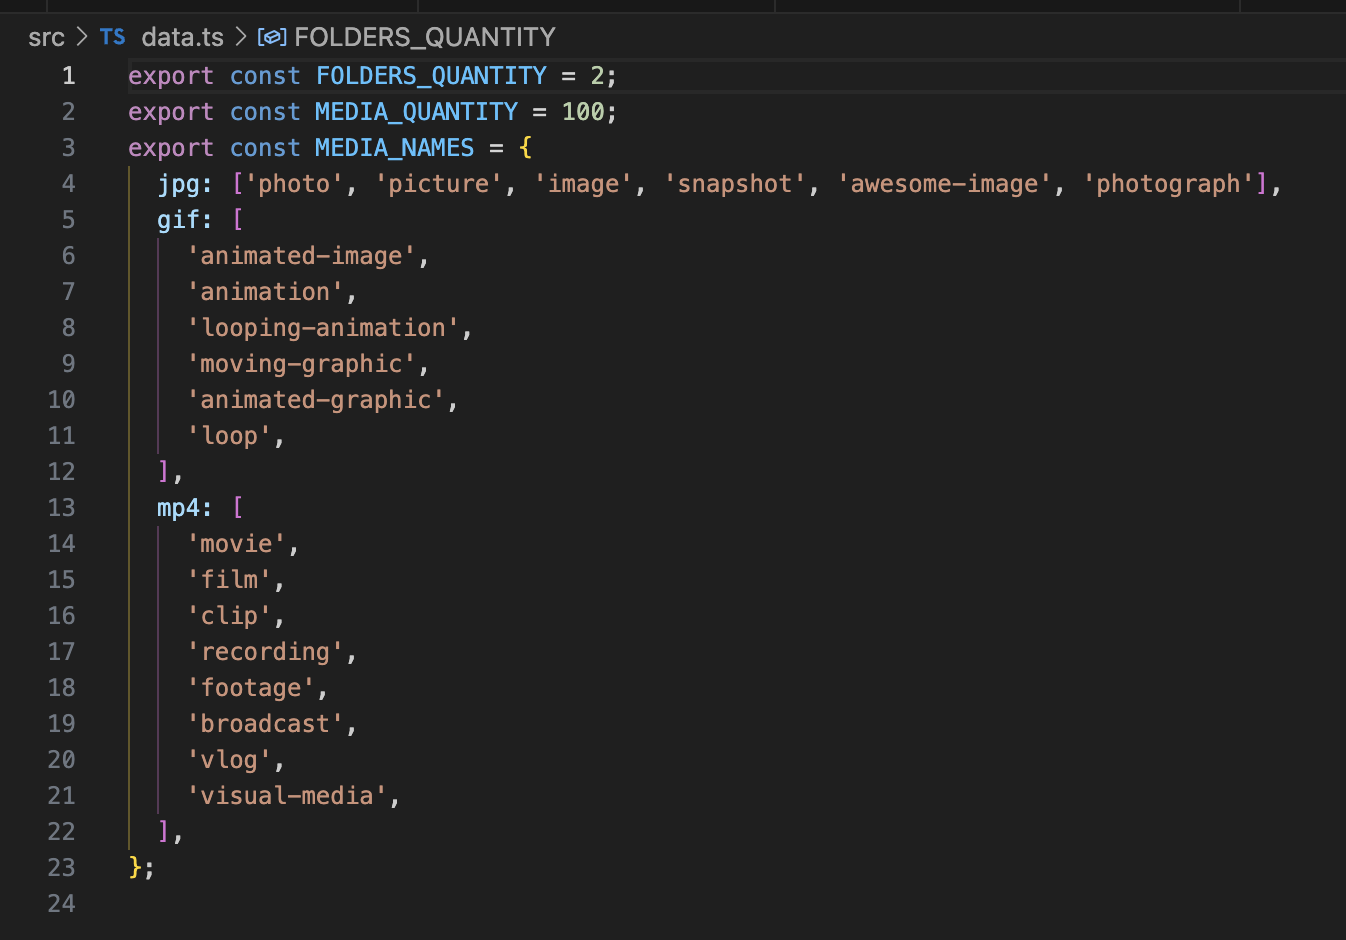 src > TS data.ts > FOLDERS_QUANTITY
1 export const FOLDERS_QUANTITY = 2;
2 export const MEDIA_QUANTITY = 100;
3 export const MEDIA_NAMES = {
4 jpg: ['photo', 'picture', 'image', 'snapshot', 'awesome-image', 'photograph'],
5 gif: [
6 'animated-image',
7 'animation',
8 'looping-animation',
9 'moving-graphic',
10 'animated-graphic',
11 'loop',
12 ],
13 mp4: [
14 'movie',
15 'film',
16 'clip',
17 'recording',
18 'footage',
19 'broadcast',
20 'vlog',
21 'visual-media',
22 ],
23 };
24